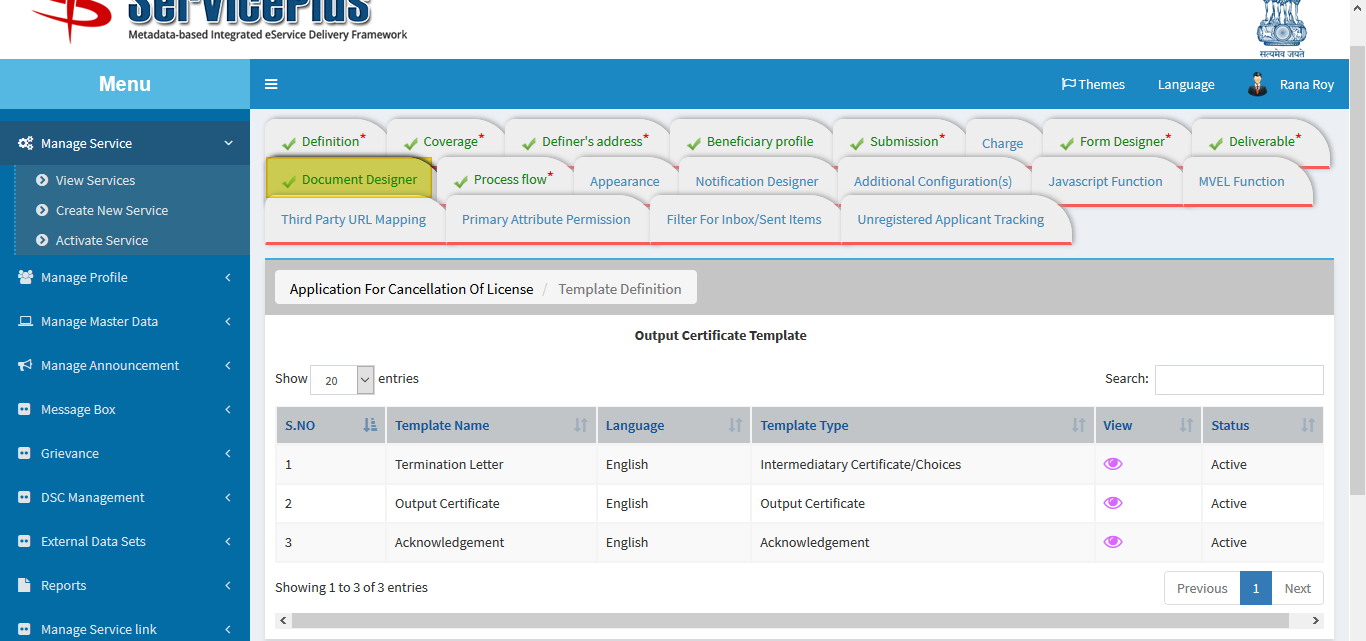 ServicePlus
Metadata-based Integrated eService Delivery Framework
सत्यमेव जयते
Menu
Themes Language Rana Roy
Manage Service
View Services
Create New Service
Activate Service
Manage Profile
Manage Master Data
Manage Announcement
Message Box
Grievance
DSC Management
External Data Sets
Reports
Manage Service link
Definition* Coverage* Definer's address* Beneficiary profile Submission* Charge Form Designer* Deliverable*
Document Designer Process flow* Appearance Notification Designer Additional Configuration(s) Javascript Function MVEL Function
Third Party URL Mapping Primary Attribute Permission Filter For Inbox/Sent Items Unregistered Applicant Tracking
Application For Cancellation Of License / Template Definition
Output Certificate Template
Show 20 entries Search:
S.NO Template Name Language Template Type View Status
1 Termination Letter English Intermediatary Certificate/Choices Active
2 Output Certificate English Output Certificate Active
3 Acknowledgement English Acknowledgement Active
Showing 1 to 3 of 3 entries Previous 1 Next